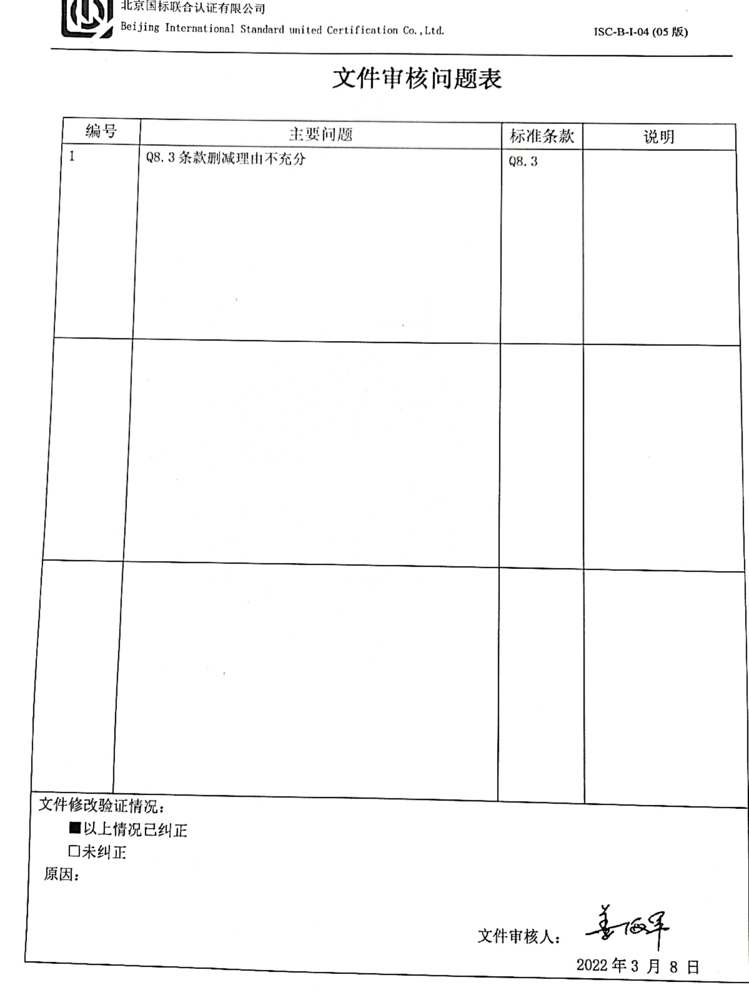 北京国标联合认证有限公司
Beijing International Standard united Certification Co.,Ltd.
ISC-B-I-04 (05 版)
文件审核问题表
编号 主要问题 标准条款 说明
1 Q8.3 条款删减理由不充分 Q8.3
文件修改验证情况：
■以上情况已纠正
□未纠正
原因：
文件审核人： 姜海军
2022 年 3 月 8 日